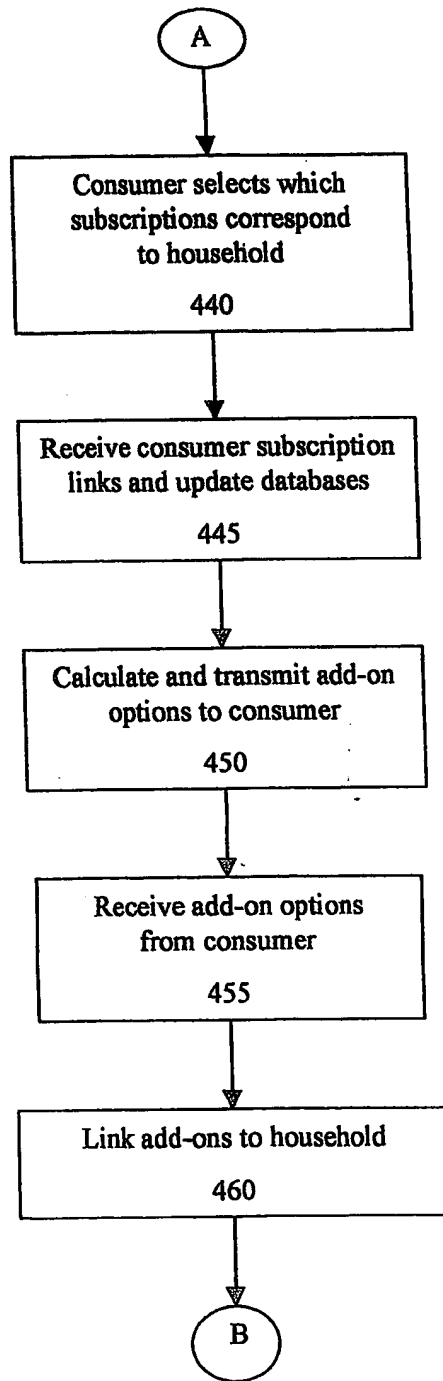 A
Consumer selects which
subscriptions correspond
to household
440
Receive consumer subscription
links and update databases
445
Calculate and transmit add-on
options to consumer
450
Receive add-on options
from consumer
455
Link add-ons to household
460
B